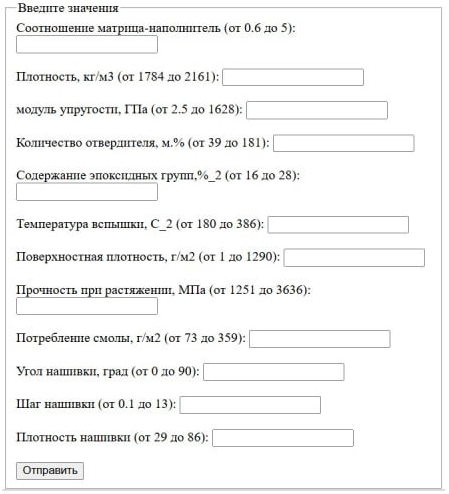 Введите значения
Соотношение матрица-наполнитель (от 0.6 до 5):
Плотность, кг/м3 (от 1784 до 2161):
модуль упругости, ГПа (от 2.5 до 1628):
Количество отвердителя, м.% (от 39 до 181):
Содержание эпоксидных групп,%_2 (от 16 до 28):
Температура вспышки, С_2 (от 180 до 386):
Поверхностная плотность, г/м2 (от 1 до 1290):
Прочность при растяжении, МПа (от 1251 до 3636):
Потребление смолы, г/м2 (от 73 до 359):
Угол нашивки, град (от 0 до 90):
Шаг нашивки (от 0.1 до 13):
Плотность нашивки (от 29 до 86):
Отправить